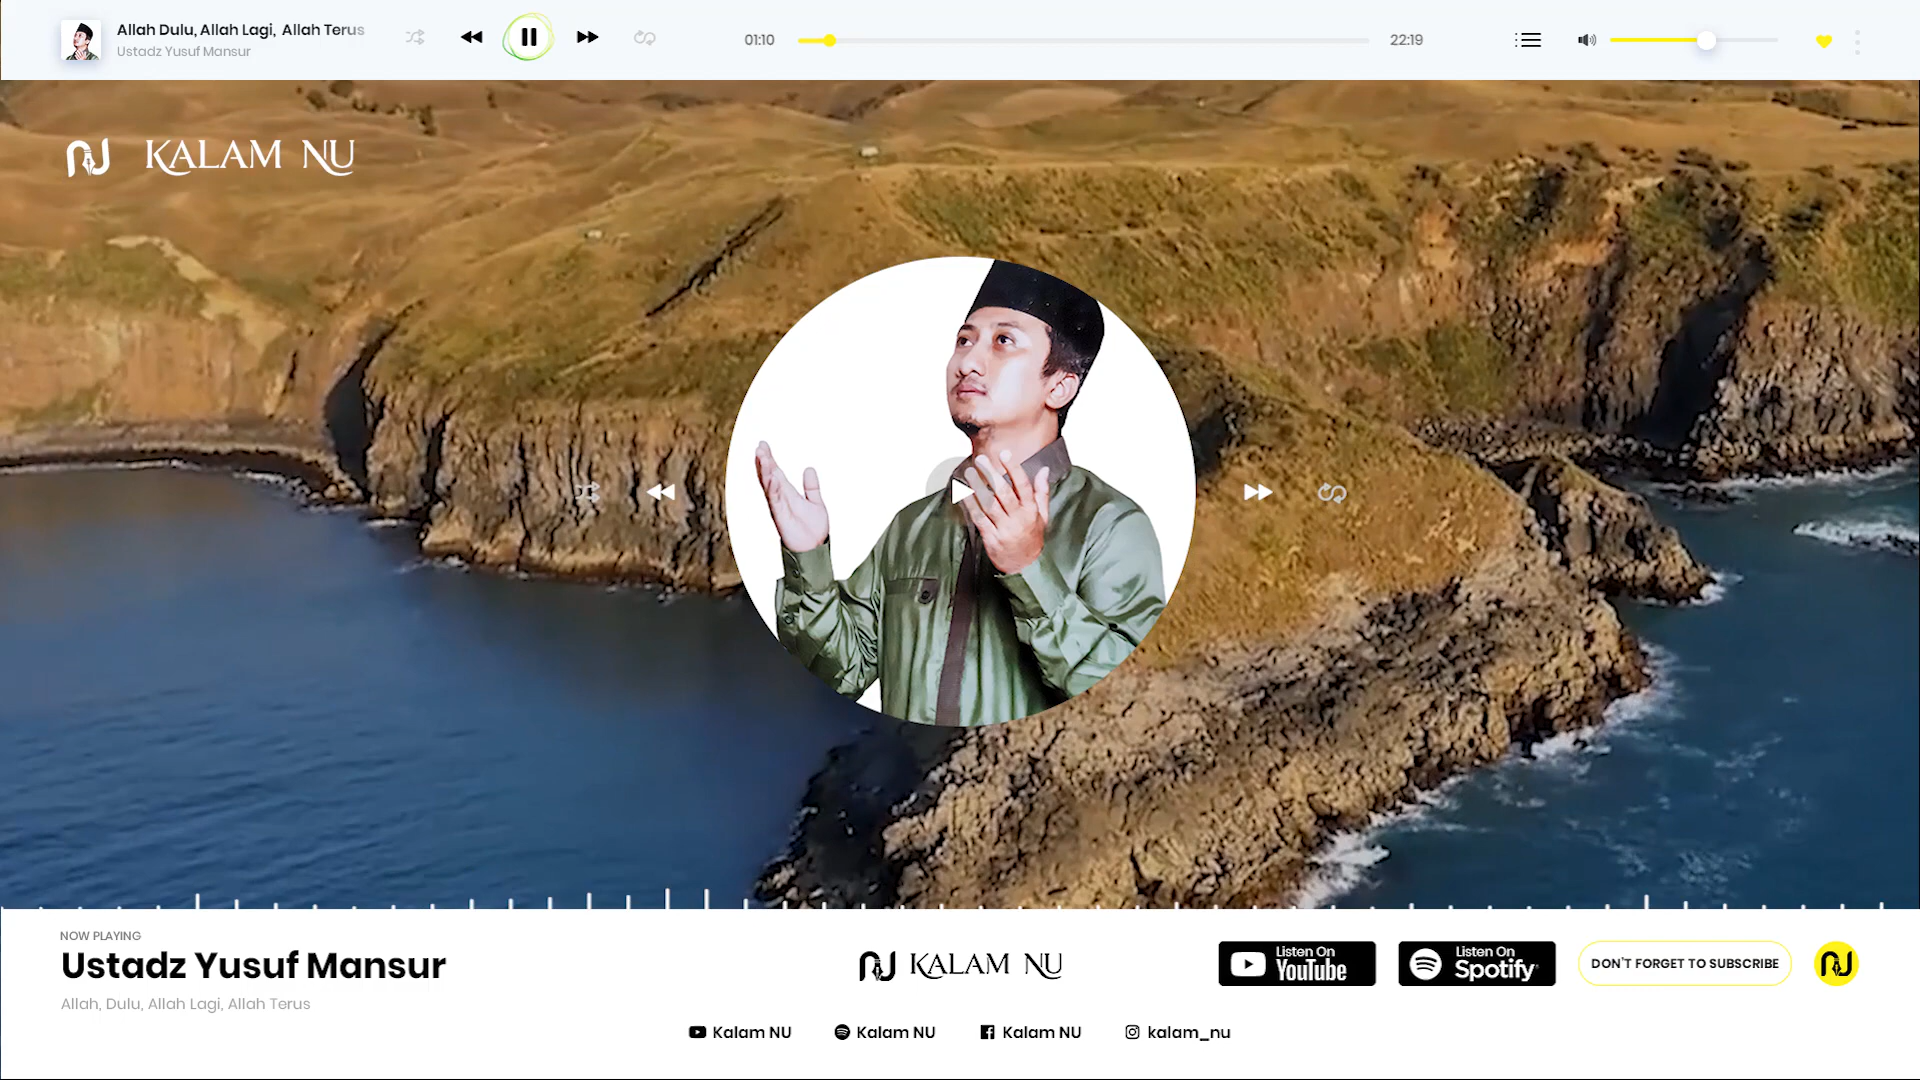 Allah Dulu, Allah Lagi, Allah Terus
Ustadz Yusuf Mansur
01:10
22:19
KALAM NU
NOW PLAYING
Ustadz Yusuf Mansur
Allah, Dulu, Allah Lagi, Allah Terus
KALAM NU
Listen On
YouTube
Listen On
Spotify
DON'T FORGET TO SUBSCRIBE
Kalam NU
Kalam NU
Kalam NU
kalam_nu